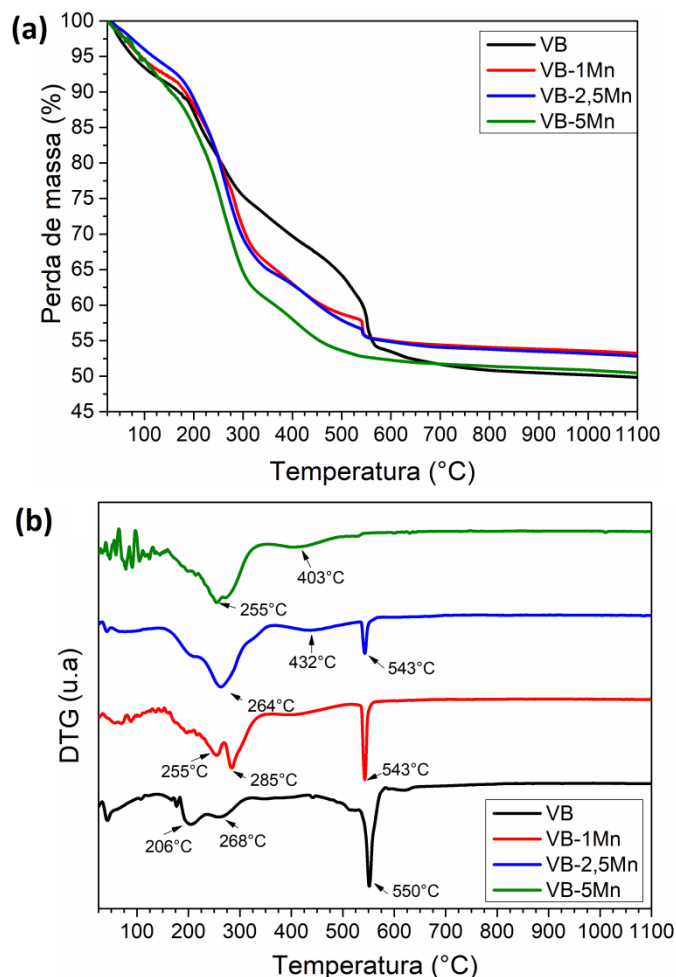 (a)
100
95
90
85
80
75
70
65
60
55
50
45
Perda de massa (%)
VB
VB-1Mn
VB-2,5Mn
VB-5Mn
100 200 300 400 500 600 700 800 900 1000 1100
Temperatura (°C)
(b)
DTG (u.a)
403°C
255°C
432°C
543°C
264°C
255°C
285°C
543°C
206°C
268°C
550°C
VB
VB-1Mn
VB-2,5Mn
VB-5Mn
100 200 300 400 500 600 700 800 900 1000 1100
Temperatura (°C)